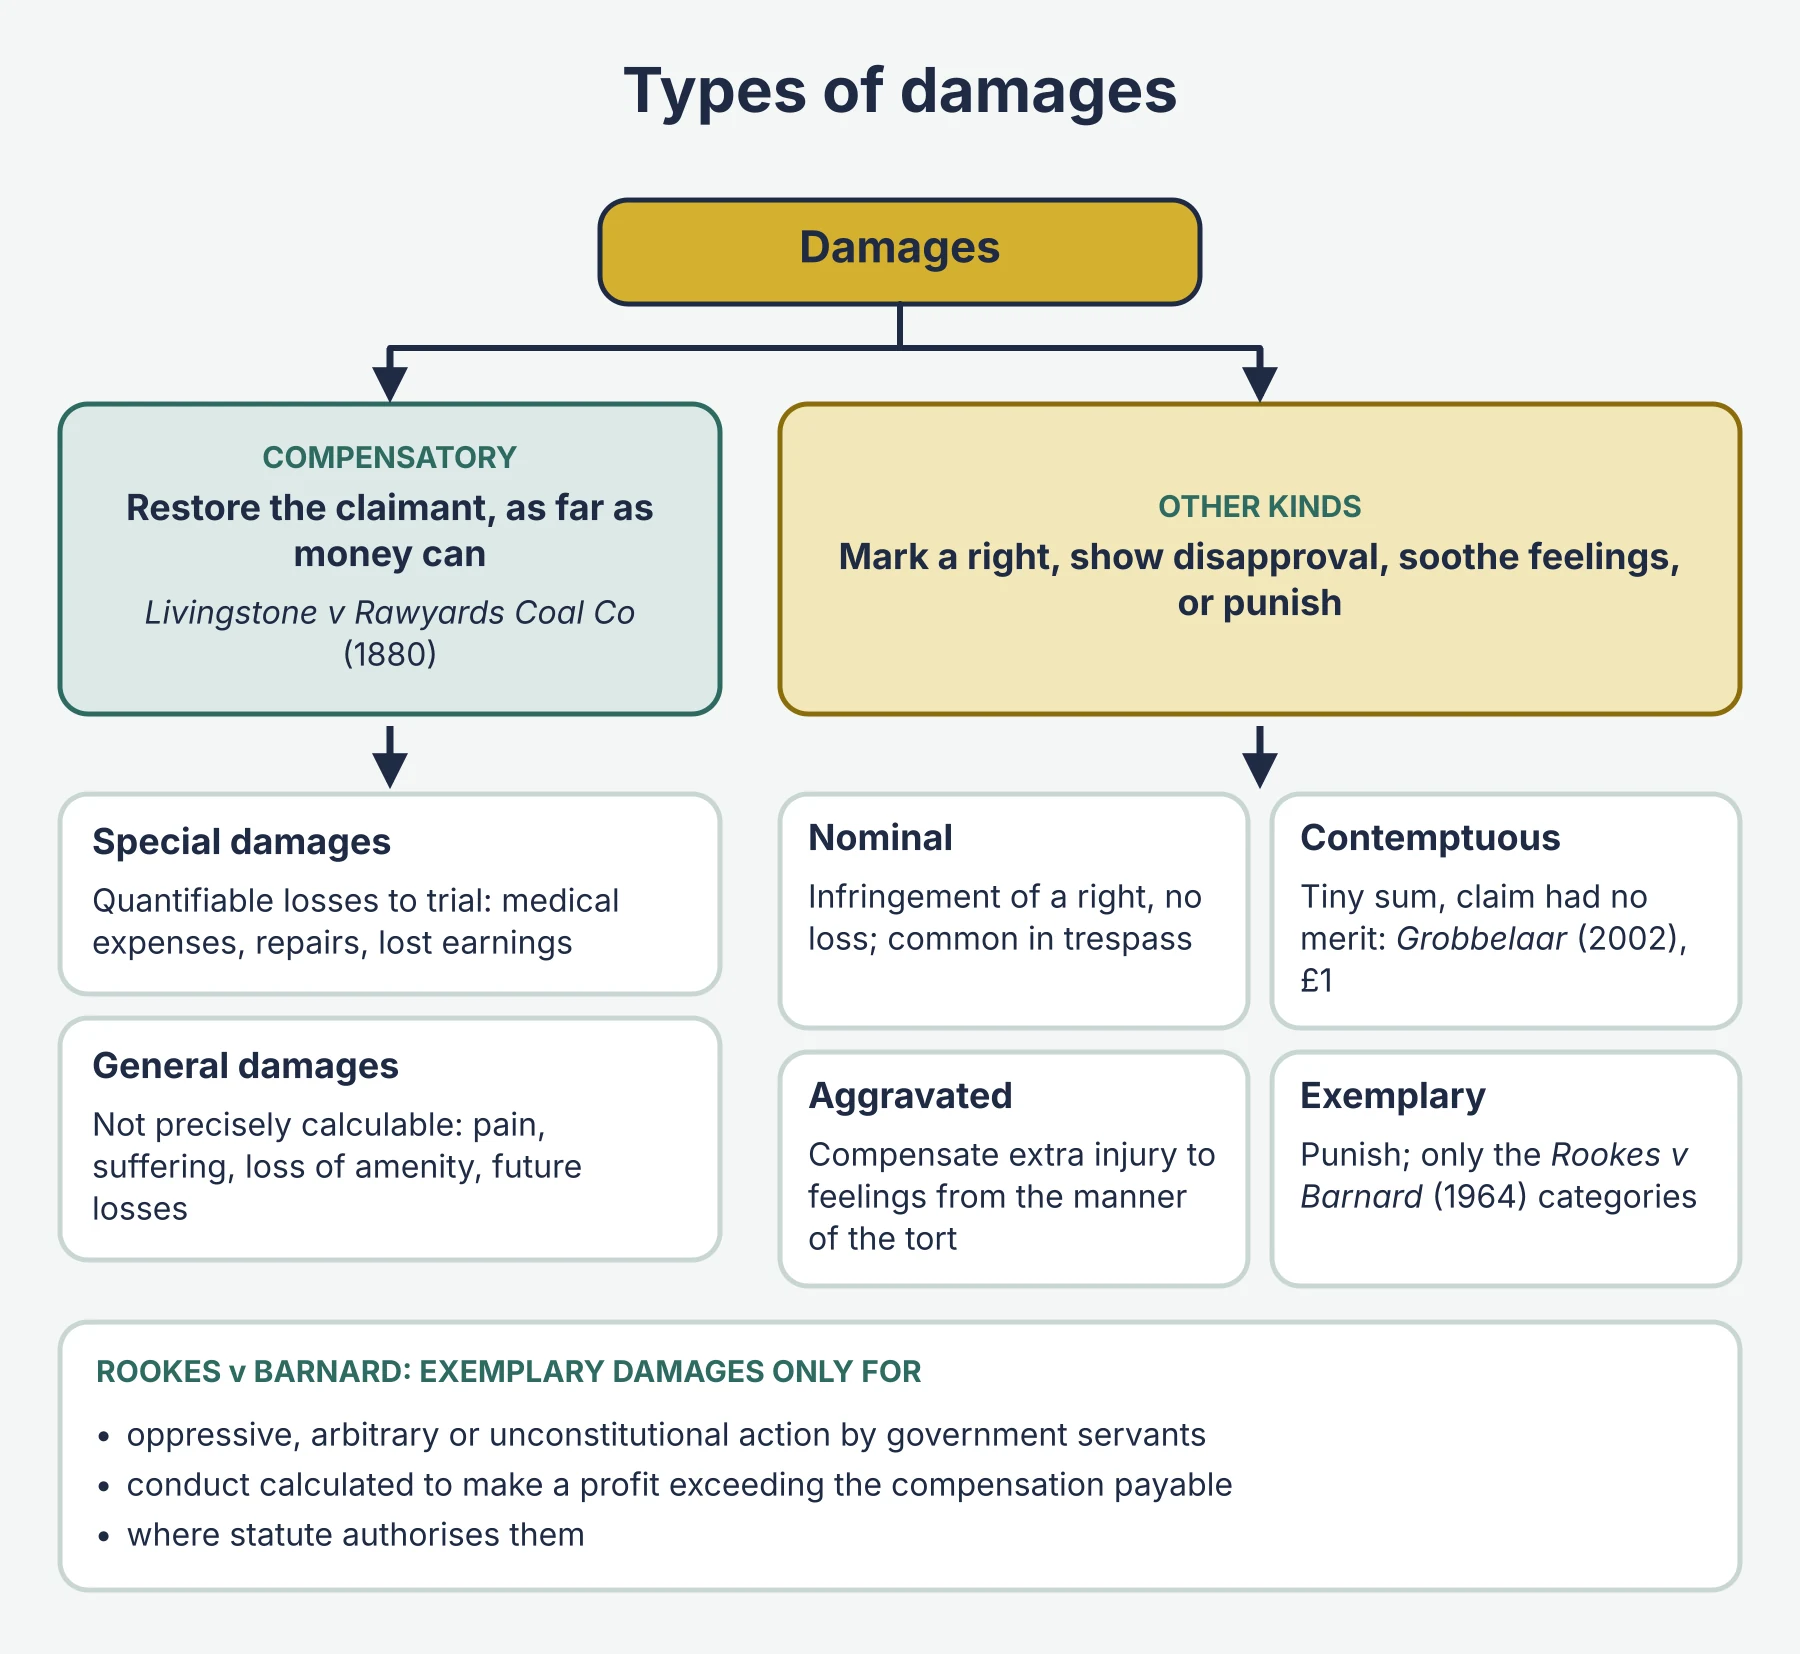 Types of damages
Damages
COMPENSATORY
Restore the claimant, as far as
money can
Livingstone v Rawyards Coal Co
(1880)
OTHER KINDS
Mark a right, show disapproval, soothe feelings,
or punish
Special damages
Quantifiable losses to trial: medical
expenses, repairs, lost earnings
General damages
Not precisely calculable: pain,
suffering, loss of amenity, future
losses
Nominal
Infringement of a right, no
loss; common in trespass
Contemptuous
Tiny sum, claim had no
merit: Grobbelaar (2002),
£1
Aggravated
Compensate extra injury to
feelings from the manner
of the tort
Exemplary
Punish; only the Rookes v
Barnard (1964) categories
ROOKES v BARNARD: EXEMPLARY DAMAGES ONLY FOR
• oppressive, arbitrary or unconstitutional action by government servants
• conduct calculated to make a profit exceeding the compensation payable
• where statute authorises them